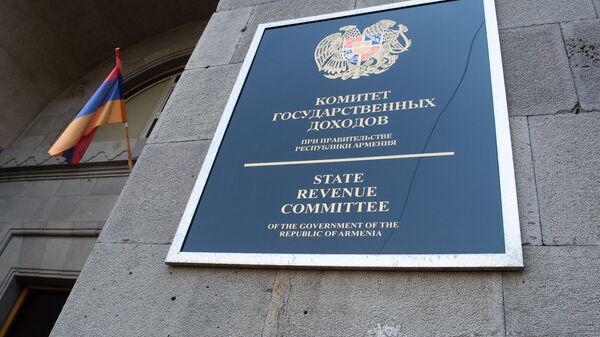 КОМИТЕТ
ГОСУДАРСТВЕННЫХ
ДОХОДОВ
ПРИ ПРАВИТЕЛЬСТВЕ
РЕСПУБЛИКИ АРМЕНИЯ
STATE
REVENUE
COMMITTEE
OF THE GOVERNMENT OF THE
REPUBLIC OF ARMENIA